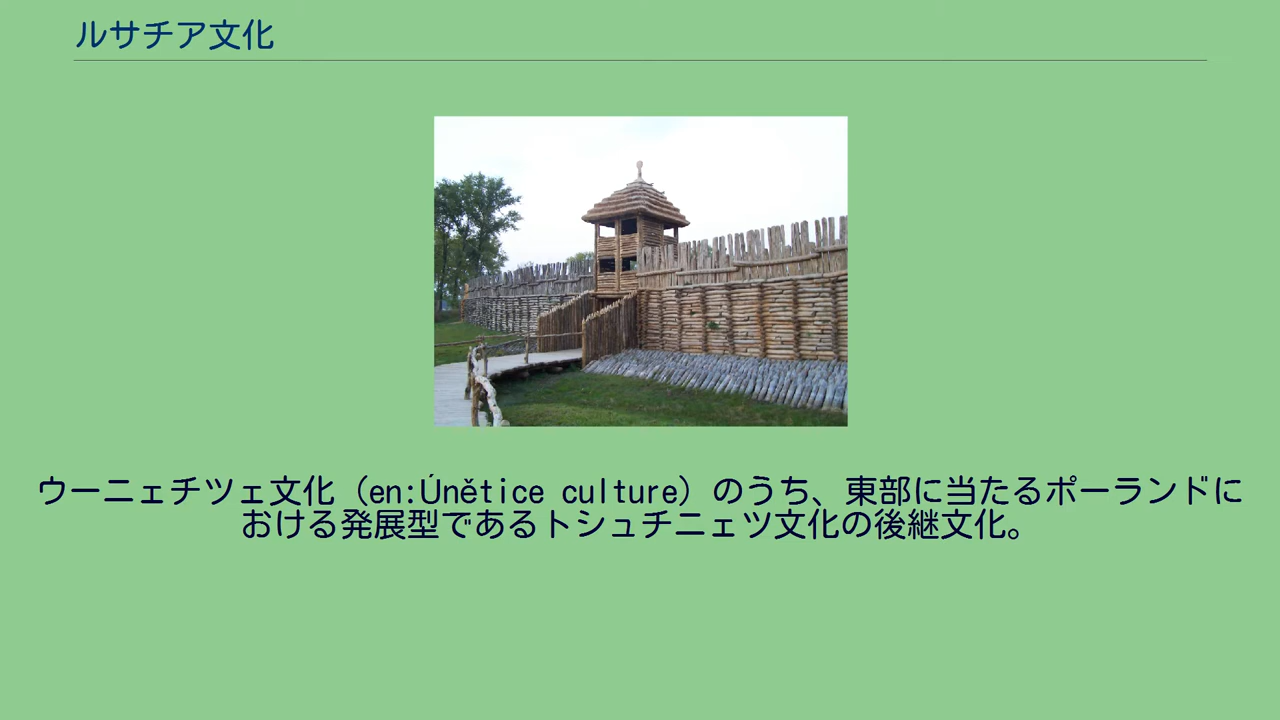 ルサチア文化
ウーニェチツェ文化（en:Únětice culture）のうち、東部に当たるポーランドに
おける発展型であるトシュチニェツ文化の後継文化。